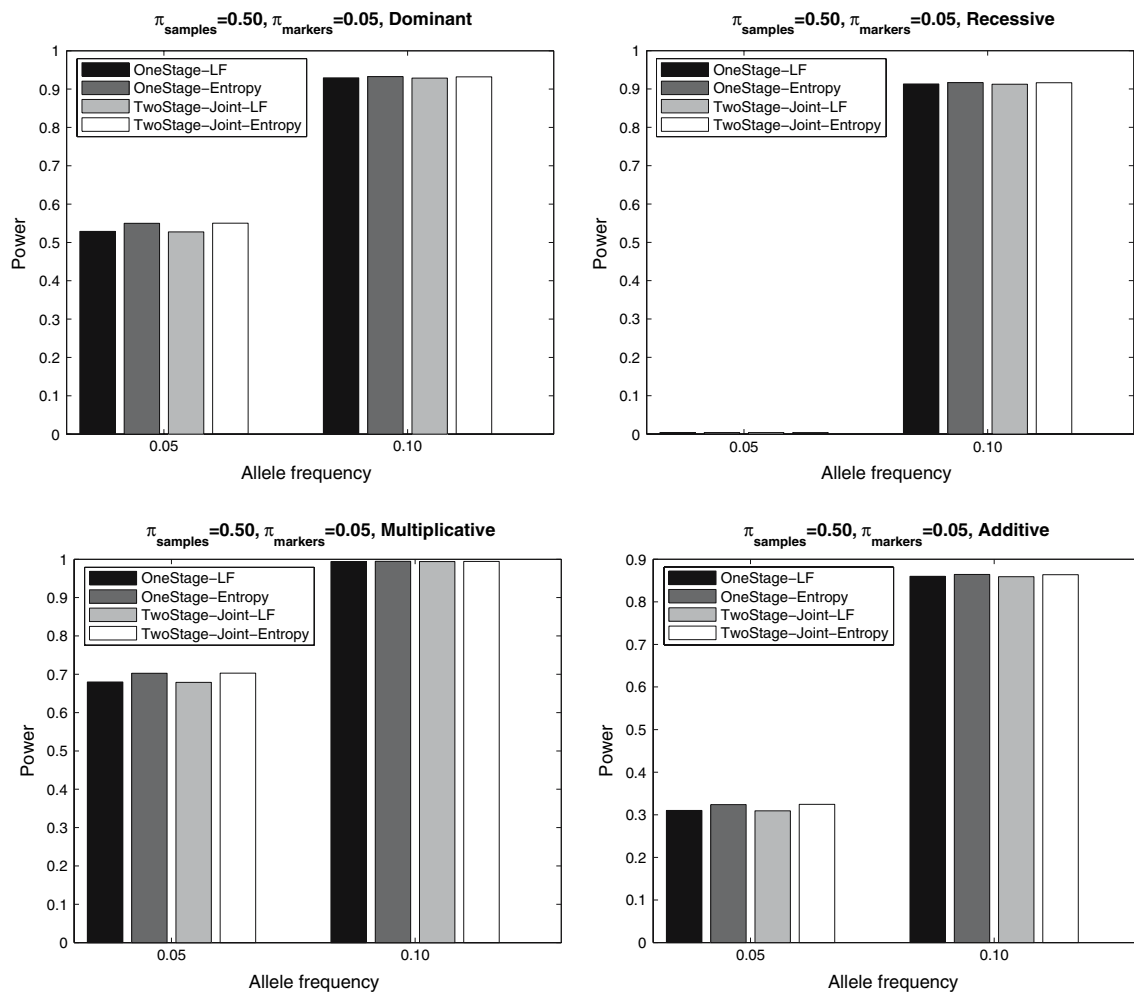 π_samples=0.50, π_markers=0.05, Dominant
1
0.9
0.8
0.7
0.6
0.5
0.4
0.3
0.2
0.1
0
Power
OneStage−LF
OneStage−Entropy
TwoStage−Joint−LF
TwoStage−Joint−Entropy
0.05
0.10
Allele frequency
π_samples=0.50, π_markers=0.05, Recessive
1
0.9
0.8
0.7
0.6
0.5
0.4
0.3
0.2
0.1
0
Power
OneStage−LF
OneStage−Entropy
TwoStage−Joint−LF
TwoStage−Joint−Entropy
0.05
0.10
Allele frequency
π_samples=0.50, π_markers=0.05, Multiplicative
1
0.9
0.8
0.7
0.6
0.5
0.4
0.3
0.2
0.1
0
Power
OneStage−LF
OneStage−Entropy
TwoStage−Joint−LF
TwoStage−Joint−Entropy
0.05
0.10
Allele frequency
π_samples=0.50, π_markers=0.05, Additive
0.9
0.8
0.7
0.6
0.5
0.4
0.3
0.2
0.1
0
Power
OneStage−LF
OneStage−Entropy
TwoStage−Joint−LF
TwoStage−Joint−Entropy
0.05
0.10
Allele frequency